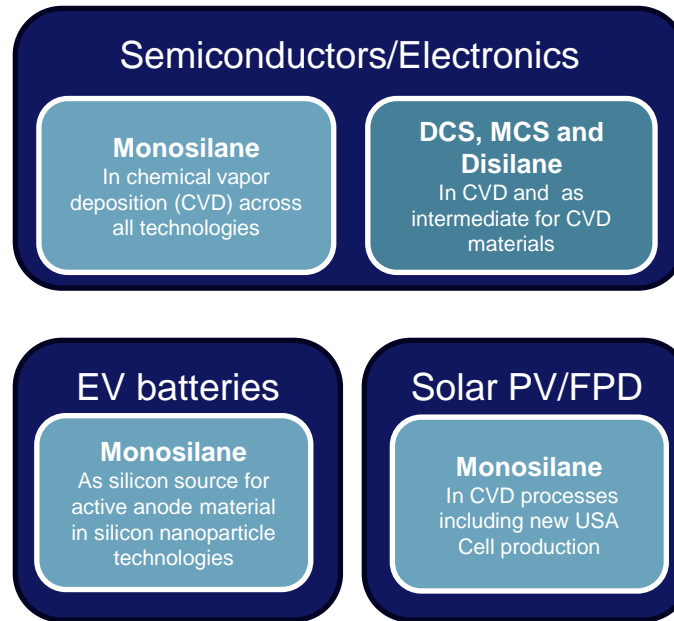 Semiconductors/Electronics
Monosilane
In chemical vapor
deposition (CVD) across
all technologies
DCS, MCS and
Disilane
In CVD and as
intermediate for CVD
materials
EV batteries
Monosilane
As silicon source for
active anode material
in silicon nanoparticle
technologies
Solar PV/FPD
Monosilane
In CVD processes
including new USA
Cell production